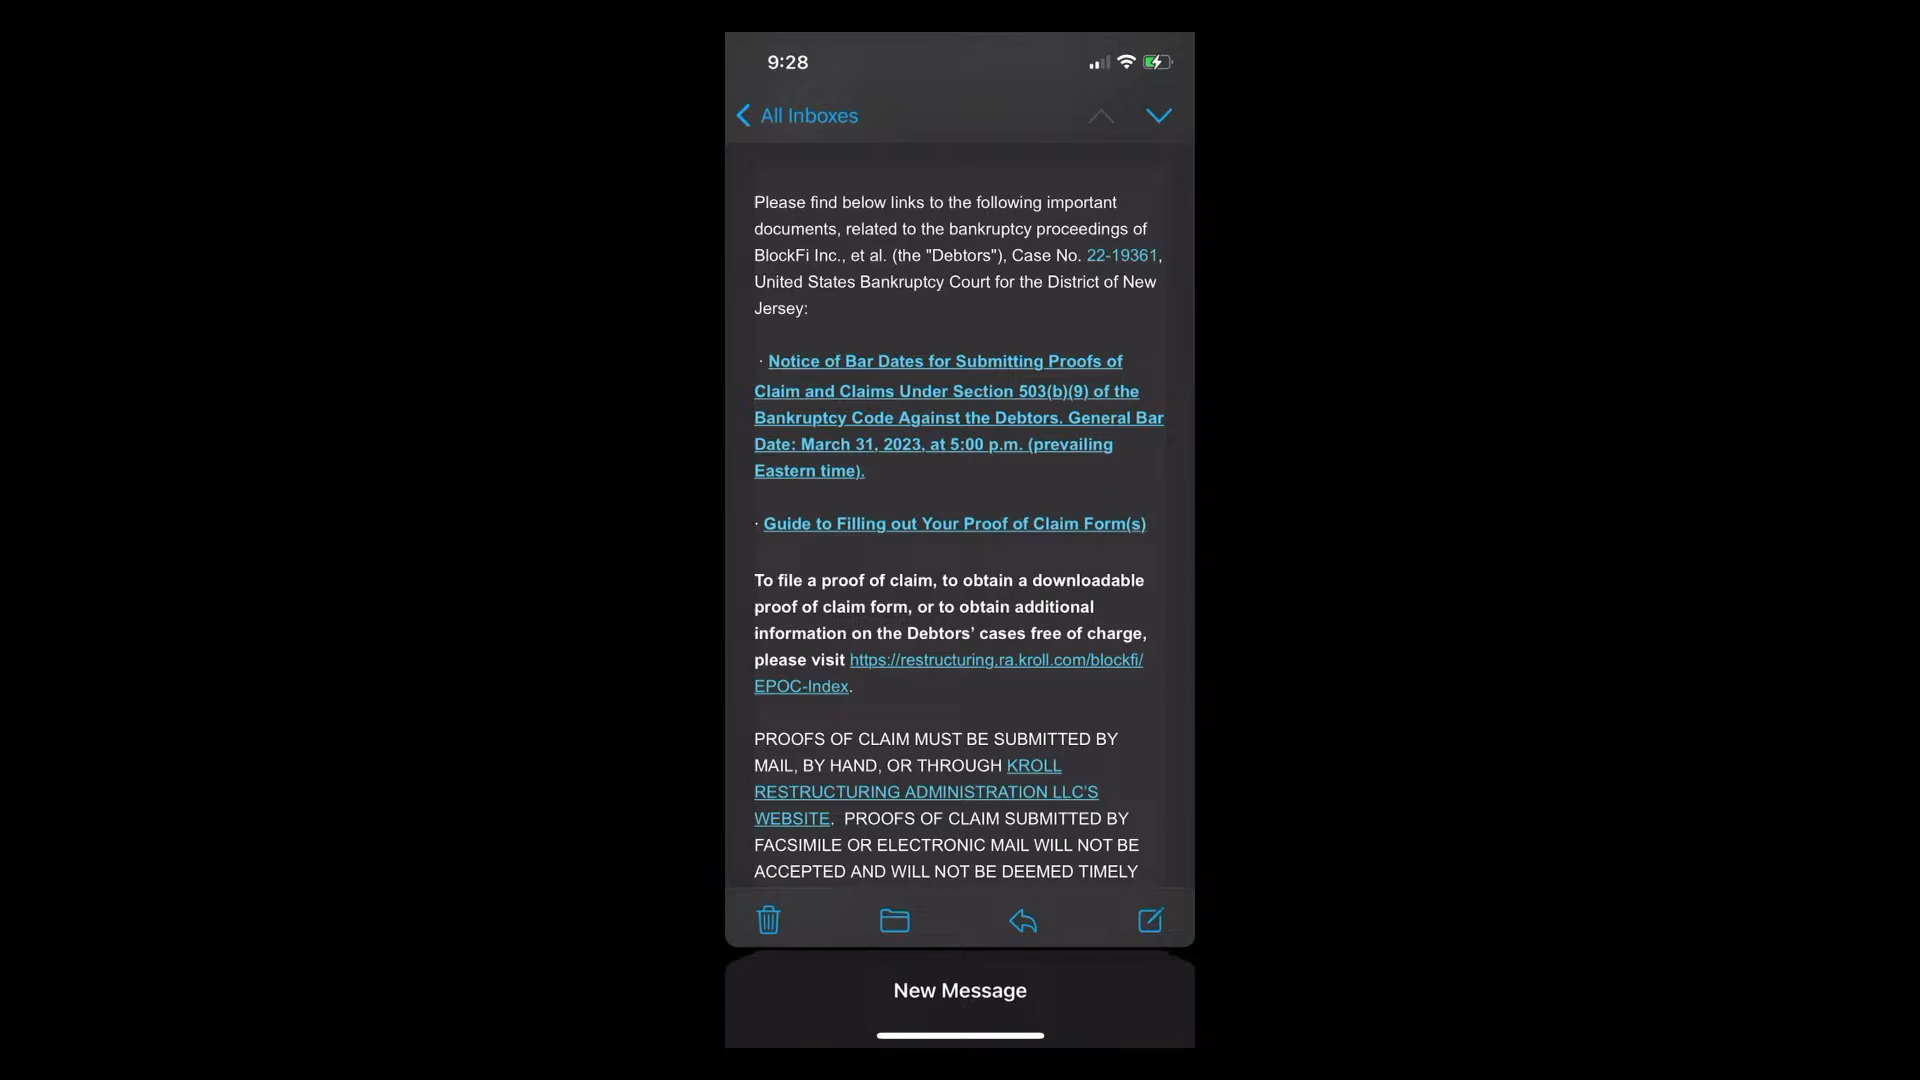 9:28
All Inboxes
Please find below links to the following important
documents, related to the bankruptcy proceedings of
BlockFi Inc., et al. (the "Debtors"), Case No. 22-19361,
United States Bankruptcy Court for the District of New
Jersey:
· Notice of Bar Dates for Submitting Proofs of
Claim and Claims Under Section 503(b)(9) of the
Bankruptcy Code Against the Debtors. General Bar
Date: March 31, 2023, at 5:00 p.m. (prevailing
Eastern time).
· Guide to Filling out Your Proof of Claim Form(s)
To file a proof of claim, to obtain a downloadable
proof of claim form, or to obtain additional
information on the Debtors’ cases free of charge,
please visit https://restructuring.ra.kroll.com/blockfi/
EPOC-Index.
PROOFS OF CLAIM MUST BE SUBMITTED BY
MAIL, BY HAND, OR THROUGH KROLL
RESTRUCTURING ADMINISTRATION LLC’S
WEBSITE. PROOFS OF CLAIM SUBMITTED BY
FACSIMILE OR ELECTRONIC MAIL WILL NOT BE
ACCEPTED AND WILL NOT BE DEEMED TIMELY
New Message